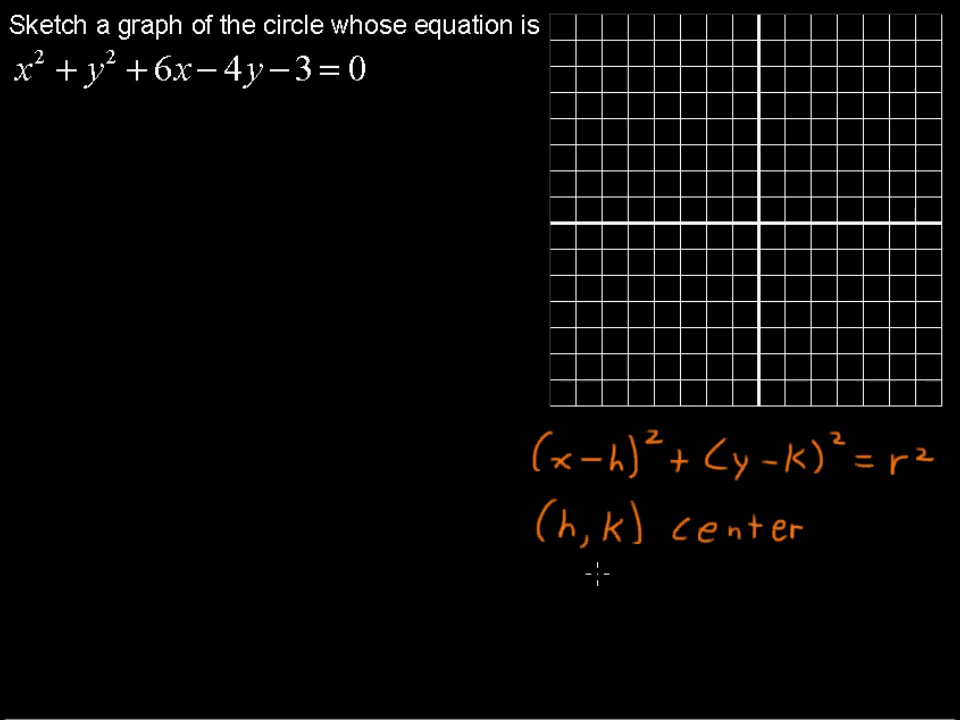 Sketch a graph of the circle whose equation is
x² + y² + 6x − 4y − 3 = 0
(x − h)² + (y − k)² = r²
(h, k) center